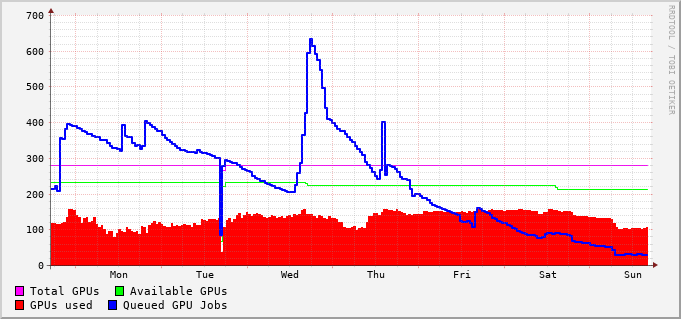 700
600
500
400
300
200
100
0
Mon Tue Wed Thu Fri Sat Sun
Total GPUs Available GPUs
GPUs used Queued GPU Jobs
RRDTOOL / TOBI OETIKER